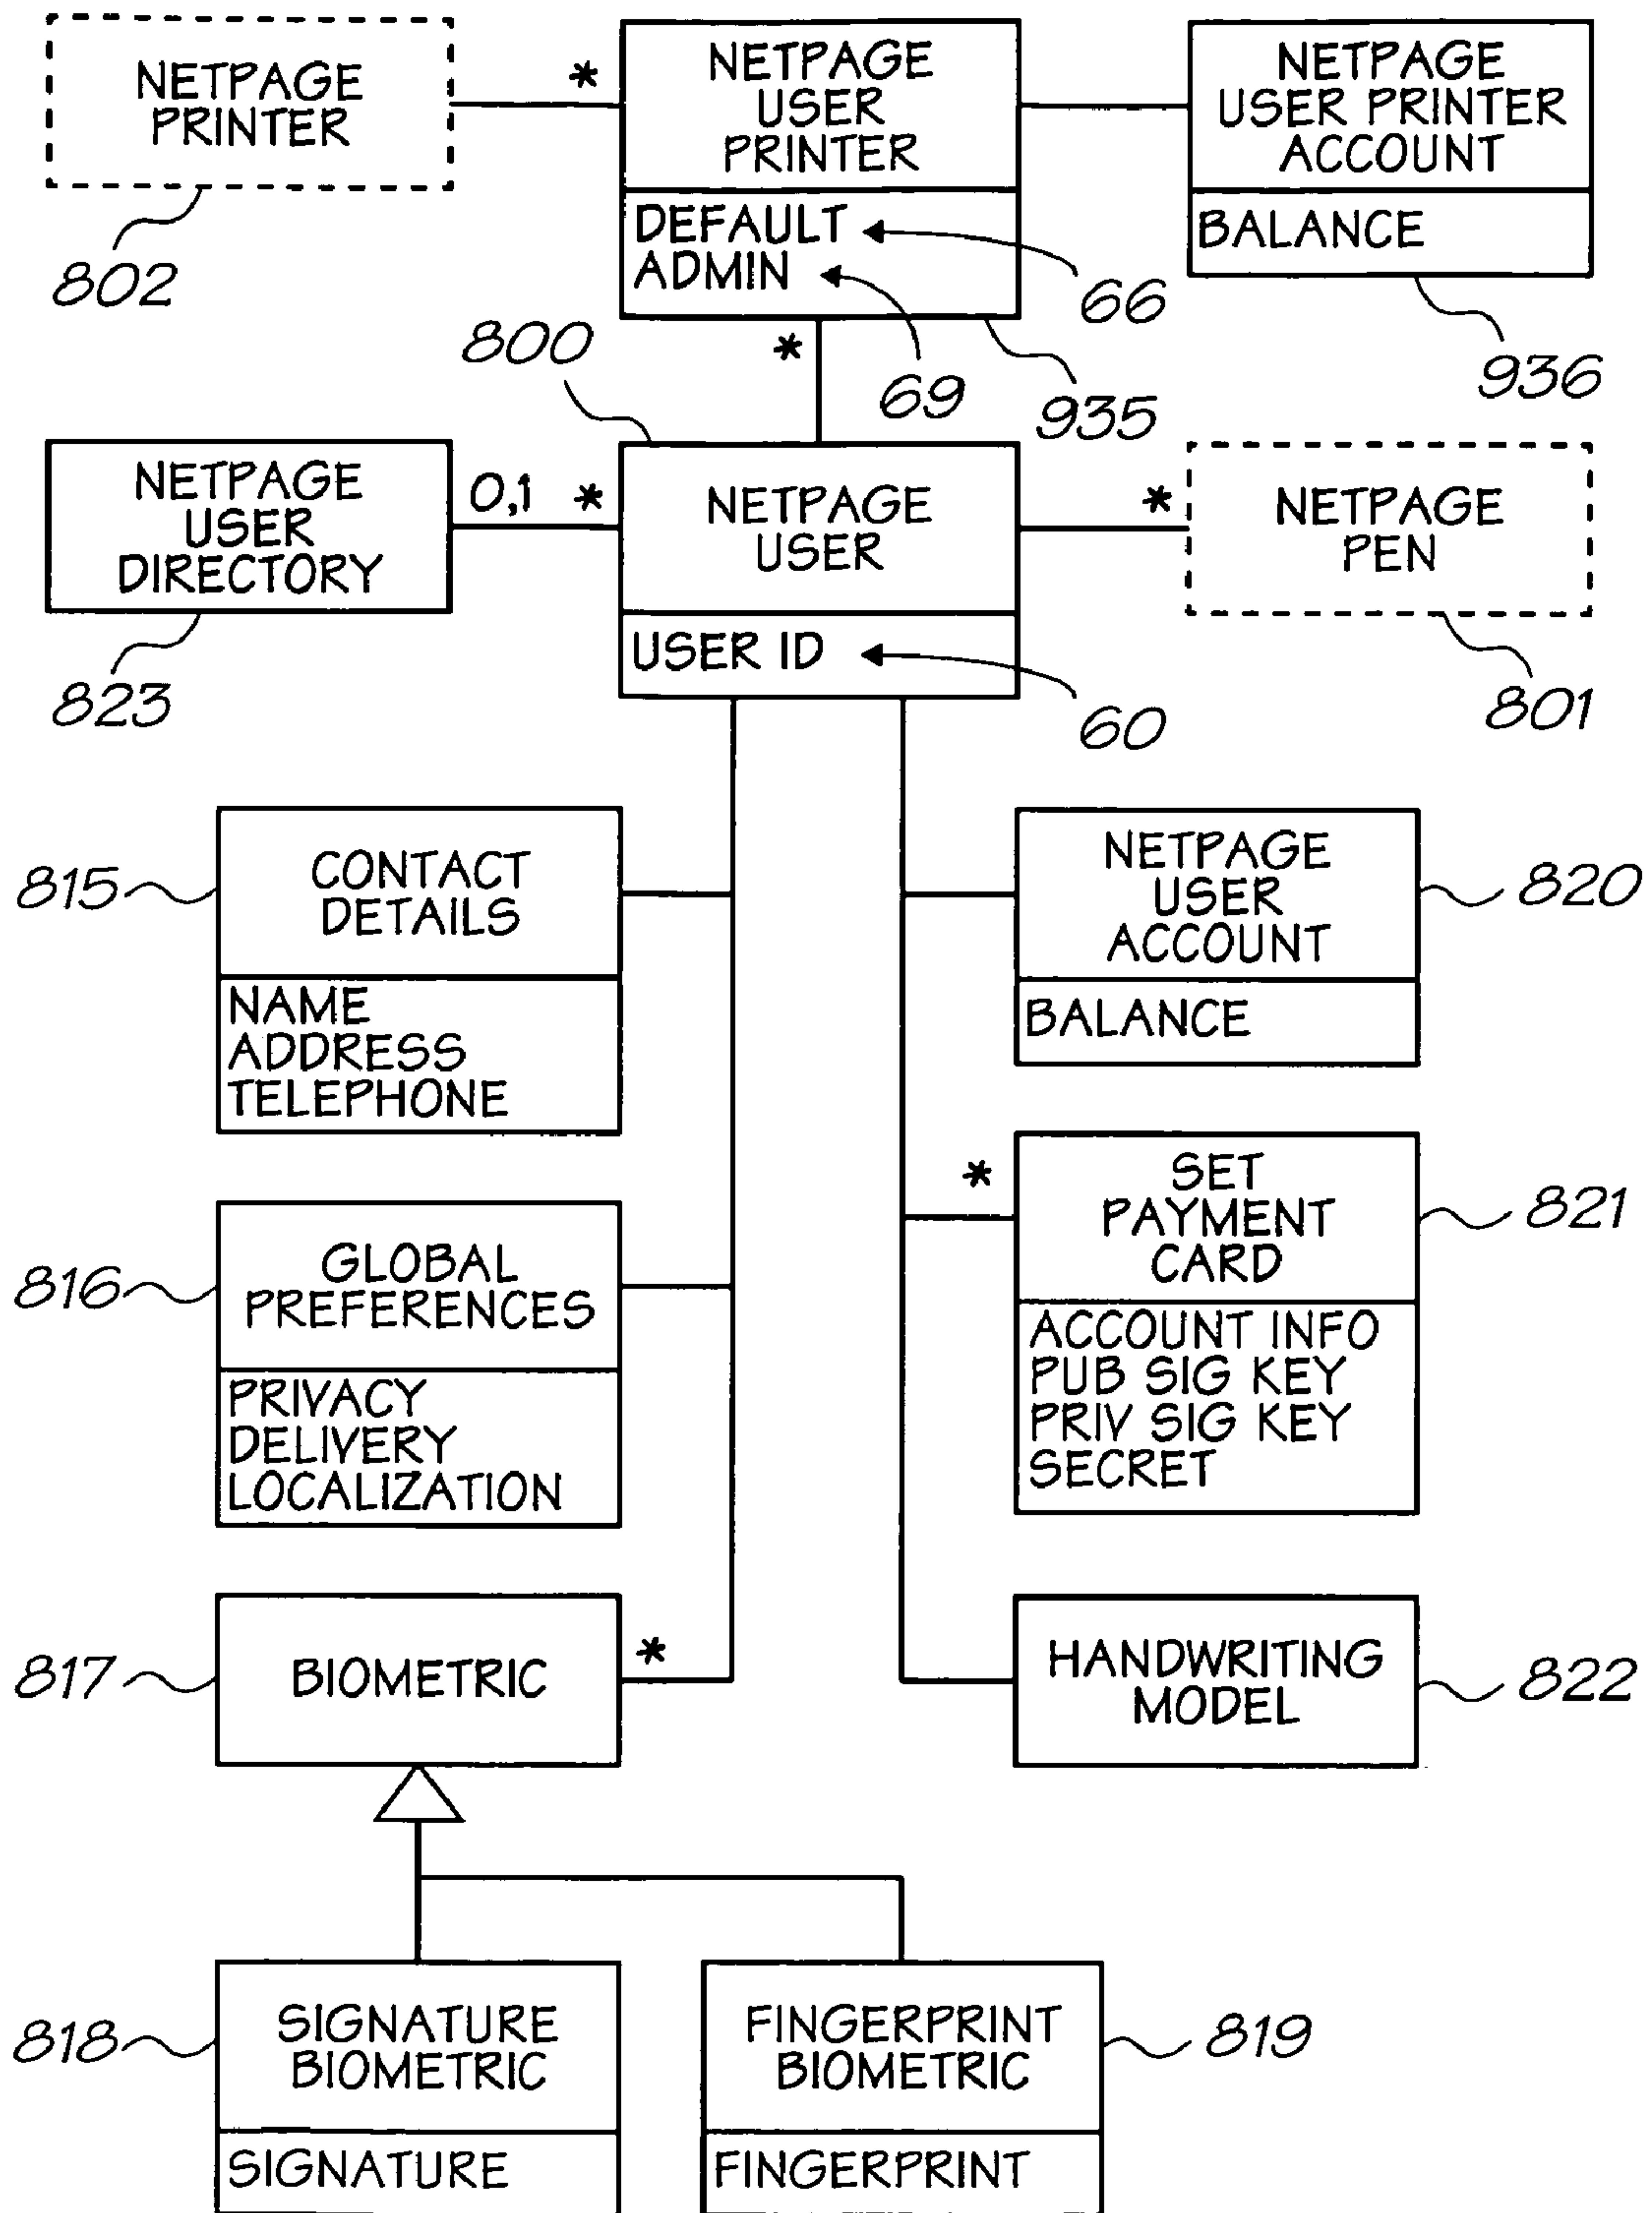 NETPAGE
PRINTER
802
*
NETPAGE
USER
PRINTER
DEFAULT
ADMIN
66
69
935
NETPAGE
USER PRINTER
ACCOUNT
BALANCE
936
*
800
NETPAGE
USER
DIRECTORY
823
0,1 *
NETPAGE
USER
USER ID
60
*
NETPAGE
PEN
801
815
CONTACT
DETAILS
NAME
ADDRESS
TELEPHONE
NETPAGE
USER
ACCOUNT
BALANCE
820
816
GLOBAL
PREFERENCES
PRIVACY
DELIVERY
LOCALIZATION
*
SET
PAYMENT
CARD
ACCOUNT INFO
PUB SIG KEY
PRIV SIG KEY
SECRET
821
817
BIOMETRIC
*
HANDWRITING
MODEL
822
818
SIGNATURE
BIOMETRIC
SIGNATURE
FINGERPRINT
BIOMETRIC
FINGERPRINT
819